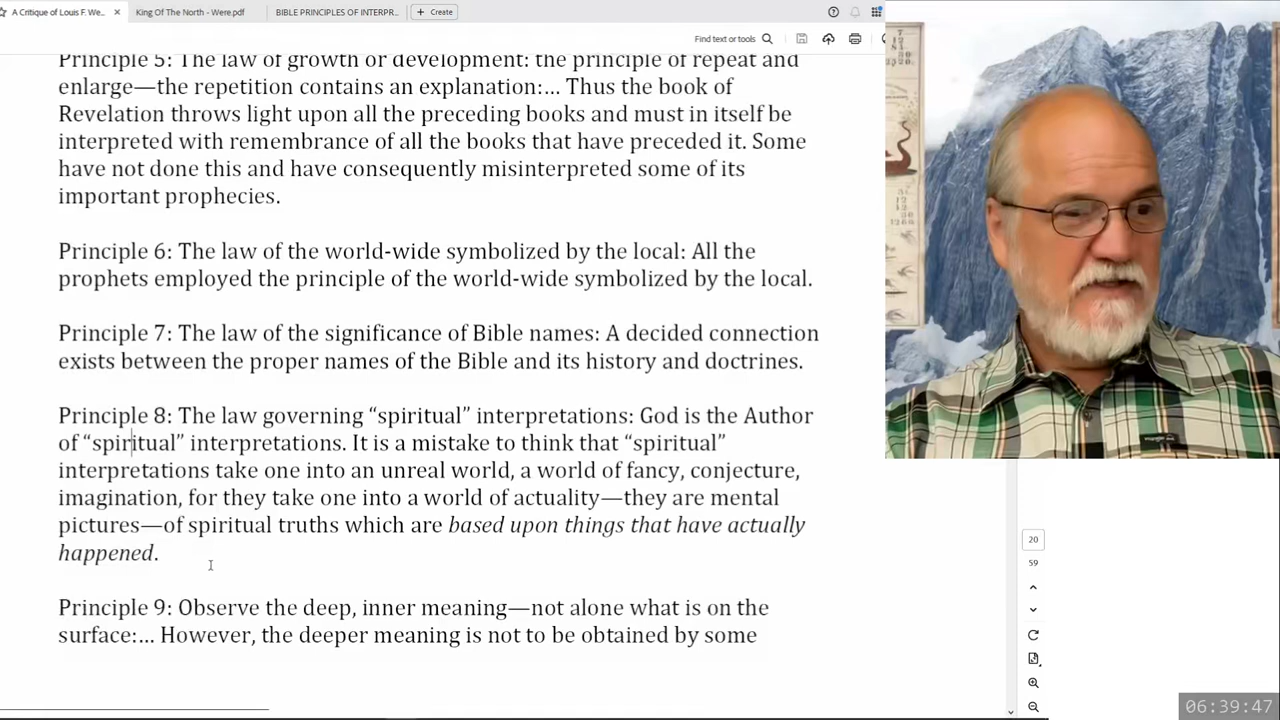 A Critique of Louis F. We...
King Of The North - Were.pdf
BIBLE PRINCIPLES OF INTERPR...
+ Create
Find text or tools
Principle 5: The law of growth or development: the principle of repeat and
enlarge—the repetition contains an explanation:... Thus the book of
Revelation throws light upon all the preceding books and must in itself be
interpreted with remembrance of all the books that have preceded it. Some
have not done this and have consequently misinterpreted some of its
important prophecies.
Principle 6: The law of the world-wide symbolized by the local: All the
prophets employed the principle of the world-wide symbolized by the local.
Principle 7: The law of the significance of Bible names: A decided connection
exists between the proper names of the Bible and its history and doctrines.
Principle 8: The law governing “spiritual” interpretations: God is the Author
of “spiritual” interpretations. It is a mistake to think that “spiritual”
interpretations take one into an unreal world, a world of fancy, conjecture,
imagination, for they take one into a world of actuality—they are mental
pictures—of spiritual truths which are based upon things that have actually
happened.
Principle 9: Observe the deep, inner meaning—not alone what is on the
surface:... However, the deeper meaning is not to be obtained by some
20
59
06:39:47